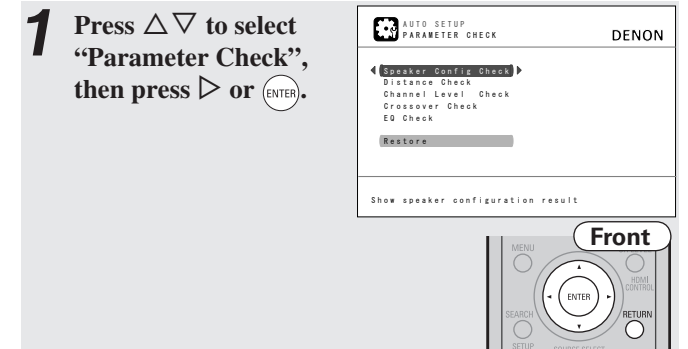 1 Press △▽ to select
“Parameter Check”,
then press ▷ or ENTER.
AUTO SETUP
PARAMETER CHECK
DENON
Speaker Config Check
Distance Check
Channel Level Check
Crossover Check
EQ Check
Restore
Show speaker configuration result
Front
MENU
HDMI
CONTROL
ENTER
SEARCH
RETURN
SETUP
SOURCE SELECT